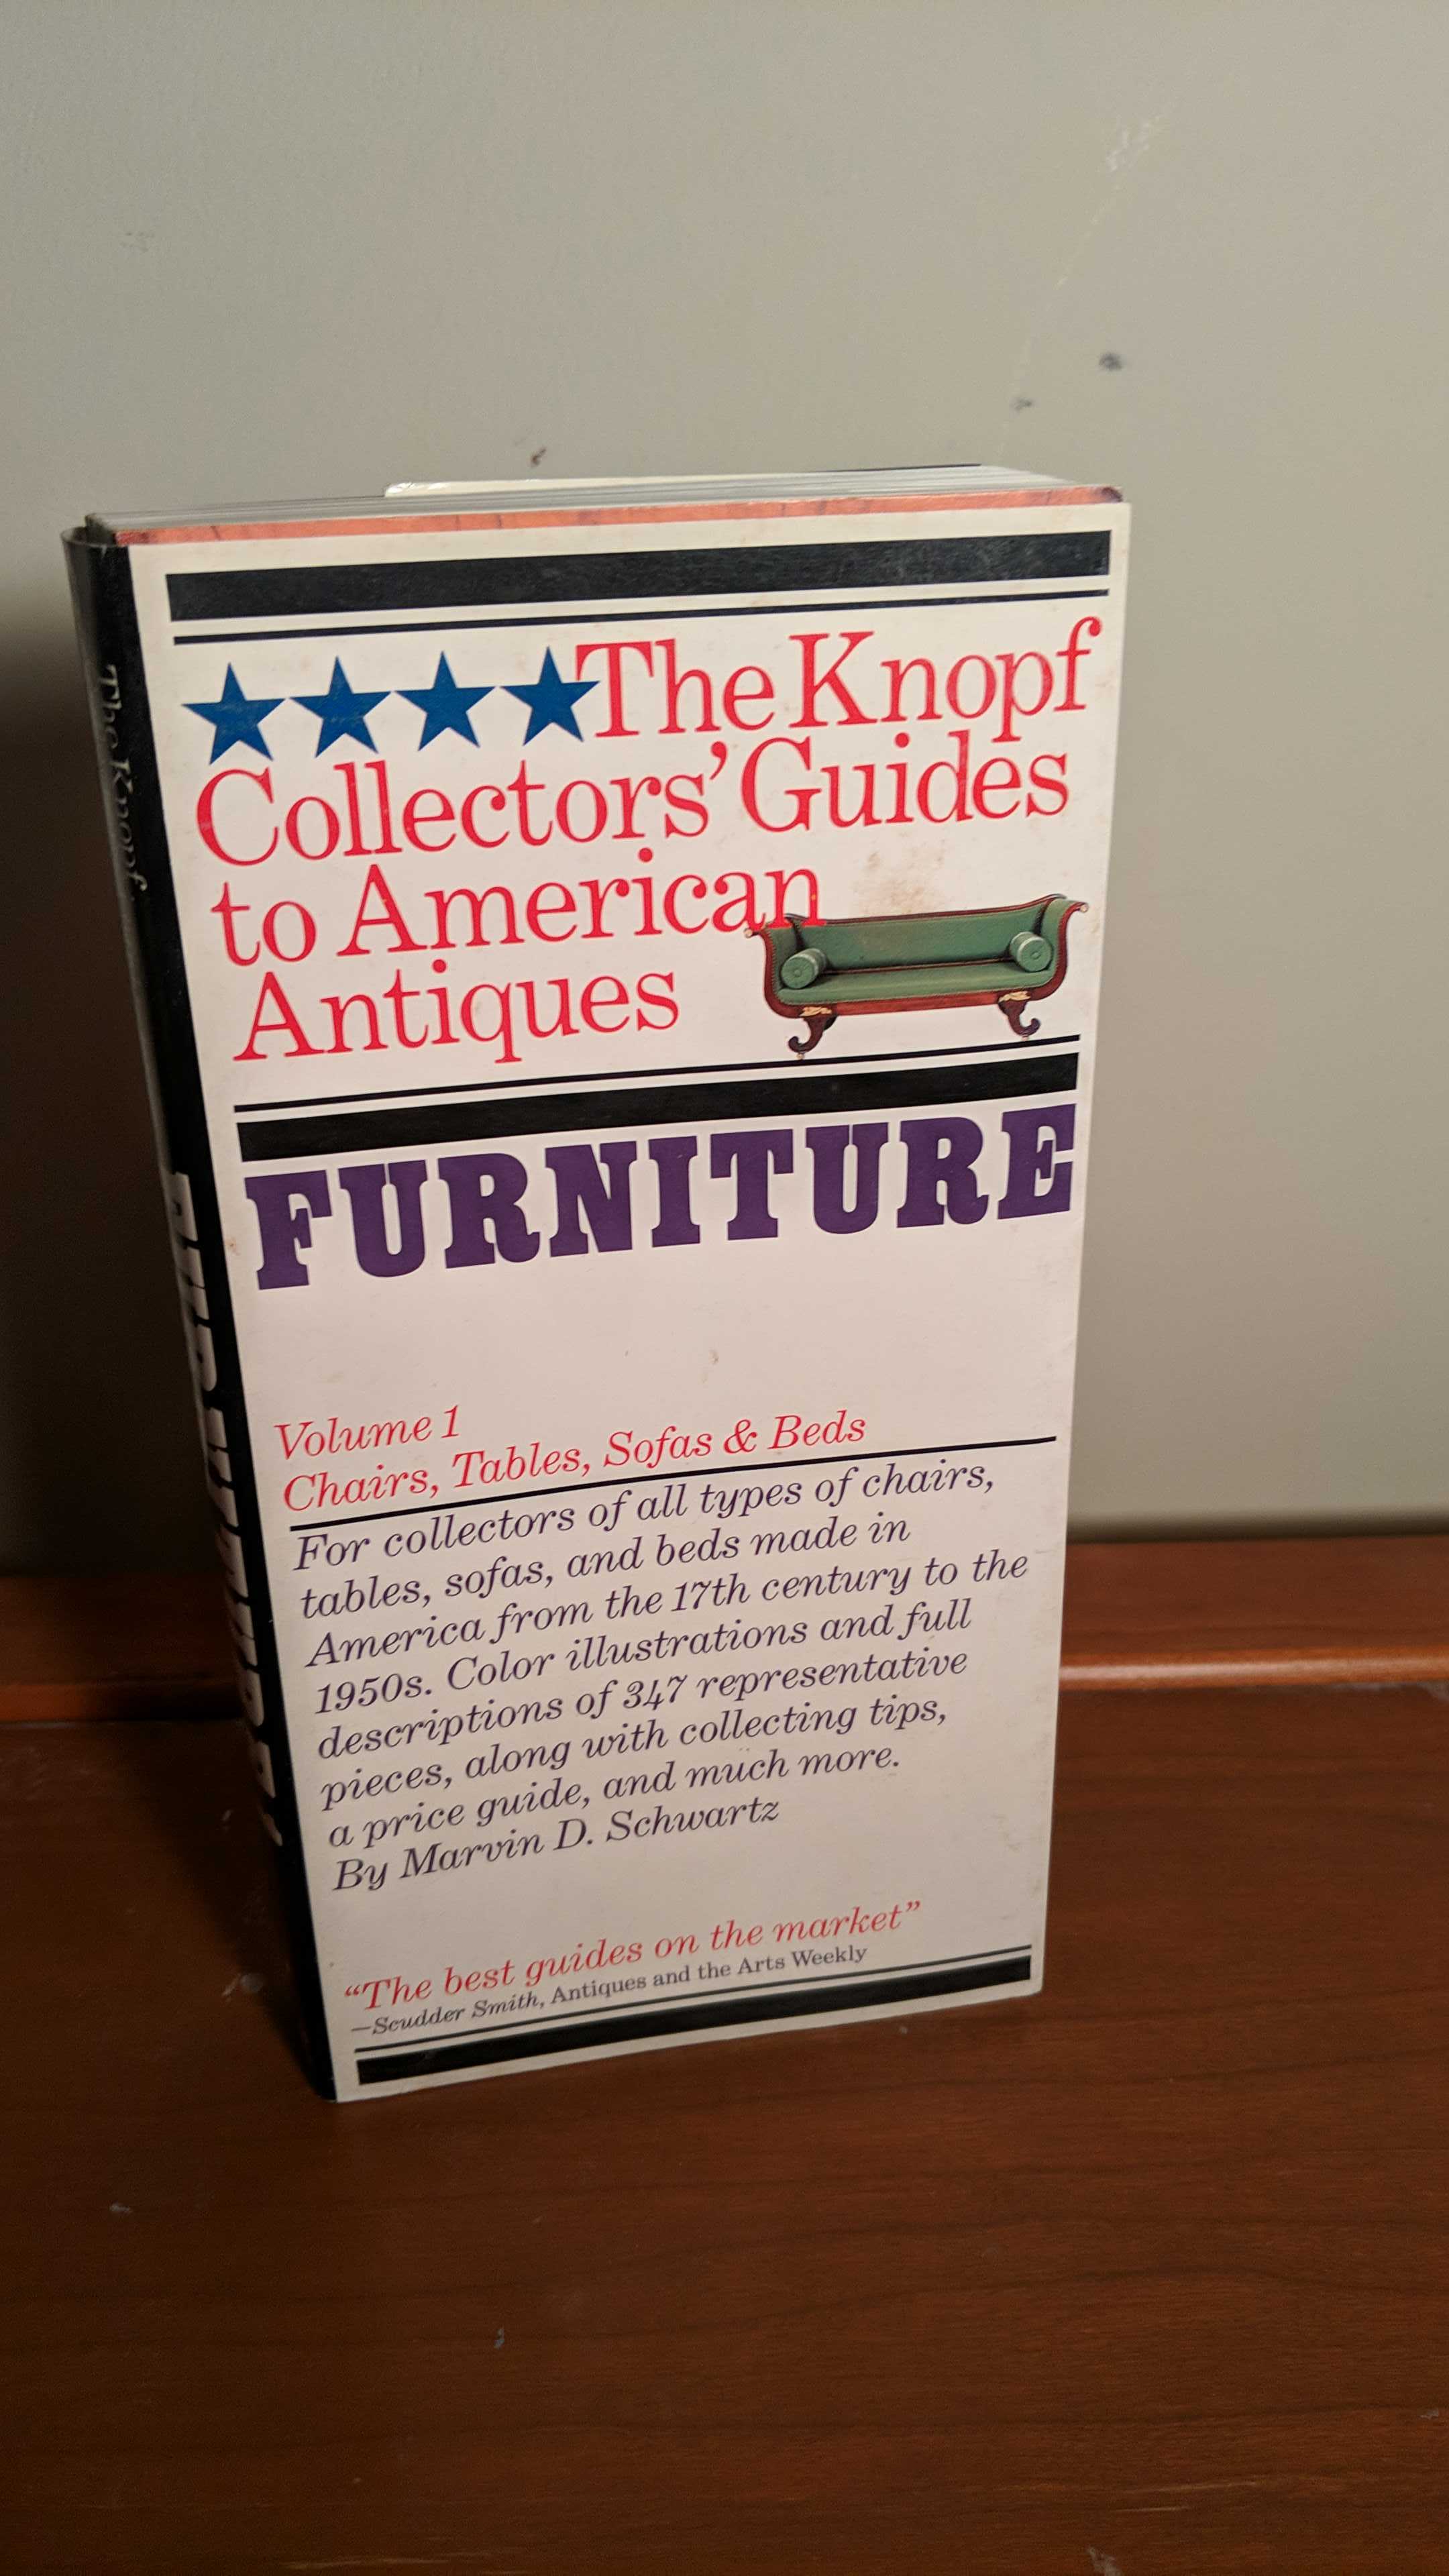 The Knopf
Collectors' Guides
to American
Antiques
FURNITURE
Volume 1
Chairs, Tables, Sofas & Beds
For collectors of all types of chairs,
tables, sofas, and beds made in
America from the 17th century to the
1950s. Color illustrations and full
descriptions of 347 representative
pieces, along with collecting tips,
a price guide, and much more.
By Marvin D. Schwartz
“The best guides on the market”
—Scudder Smith, Antiques and the Arts Weekly
The Knopf
FURNITURE